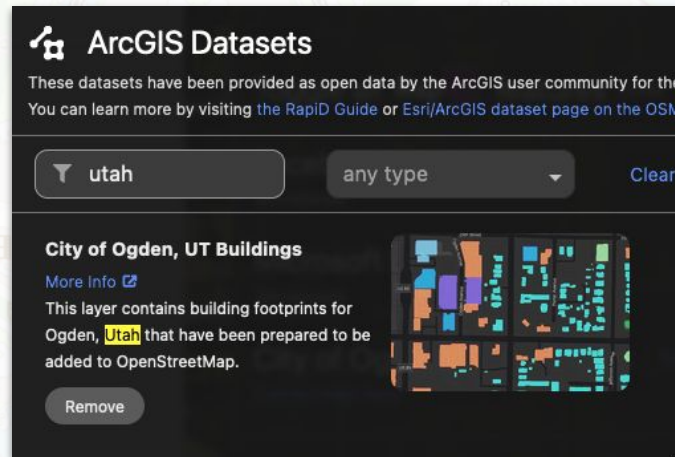 ArcGIS Datasets
These datasets have been provided as open data by the ArcGIS user community for the
You can learn more by visiting the RapiD Guide or Esri/ArcGIS dataset page on the OSM
utah
any type
Clear
City of Ogden, UT Buildings
More Info
This layer contains building footprints for
Ogden, Utah that have been prepared to be
added to OpenStreetMap.
Remove